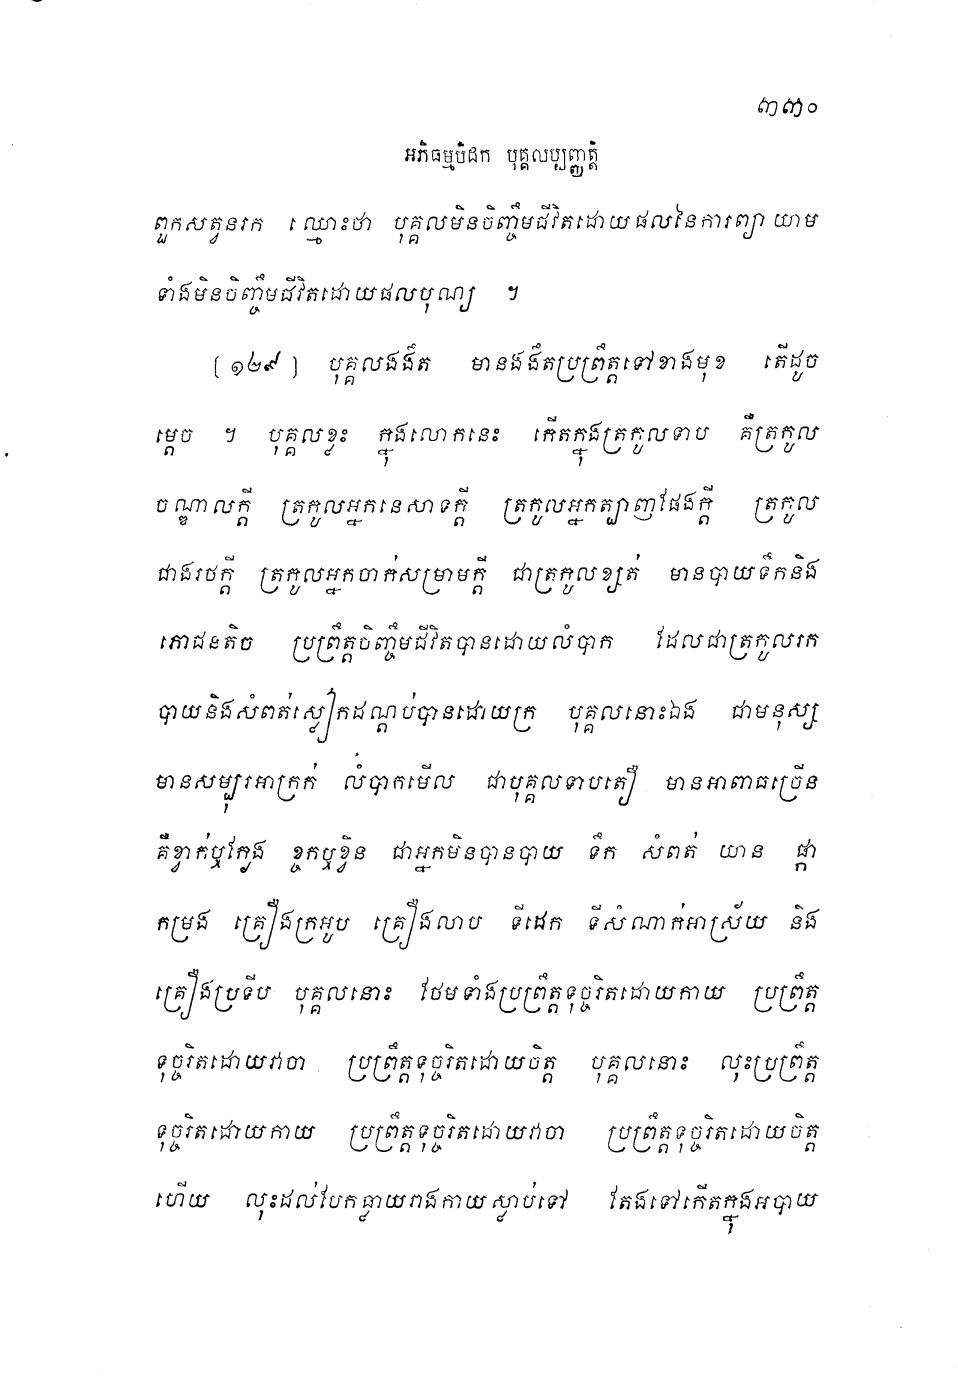 ៣៣០
អភិធម្មបិដក បុគ្គលប្បញ្ញត្តិ
ពួកសត្វនរក ឈ្មោះថា បុគ្គលមិនចិញ្ចឹមជីវិតដោយផលនៃការព្យាយាម
ទាំងមិនចិញ្ចឹមជីវិតដោយផលបុណ្យ ។
[១២៩] បុគ្គលងងឹត មានងងឹតប្រព្រឹត្តទៅខាងមុខ តើដូច
ម្តេច ។ បុគ្គលខ្លះ ក្នុងលោកនេះ កើតក្នុងត្រកូលទាប គឺត្រកូល
ចណ្ឌាលក្តី ត្រកូលអ្នកនេសាទក្តី ត្រកូលអ្នកត្បាញផែងក្តី ត្រកូល
ជាងរថក្តី ត្រកូលអ្នកចាក់សម្រាមក្តី ជាត្រកូលខ្សត់ មានបាយទឹកនិង
ភោជនតិច ប្រព្រឹត្តចិញ្ចឹមជីវិតបានដោយលំបាក ដែលជាត្រកូលរក
បាយនិងសំពត់ស្លៀកដណ្តប់បានដោយក្រ បុគ្គលនោះឯង ជាមនុស្ស
មានសម្បុរអាក្រក់ លំបាកមើល ជាបុគ្គលទាបតឿ មានអាពាធច្រើន
គឺខ្វាក់ឬក្ងែង ខ្ចកឬខ្វិន ជាអ្នកមិនបានបាយ ទឹក សំពត់ យាន ផ្កា
កម្រង គ្រឿងក្រអូប គ្រឿងលាប ទីដេក ទីសំណាក់អាស្រ័យ និង
គ្រឿងប្រទីប បុគ្គលនោះ ថែមទាំងប្រព្រឹត្តទុច្ចរិតដោយកាយ ប្រព្រឹត្ត
ទុច្ចរិតដោយវាចា ប្រព្រឹត្តទុច្ចរិតដោយចិត្ត បុគ្គលនោះ លុះប្រព្រឹត្ត
ទុច្ចរិតដោយកាយ ប្រព្រឹត្តទុច្ចរិតដោយវាចា ប្រព្រឹត្តទុច្ចរិតដោយចិត្ត
ហើយ លុះដល់បែកធ្លាយរាងកាយស្លាប់ទៅ តែងទៅកើតក្នុងអបាយ